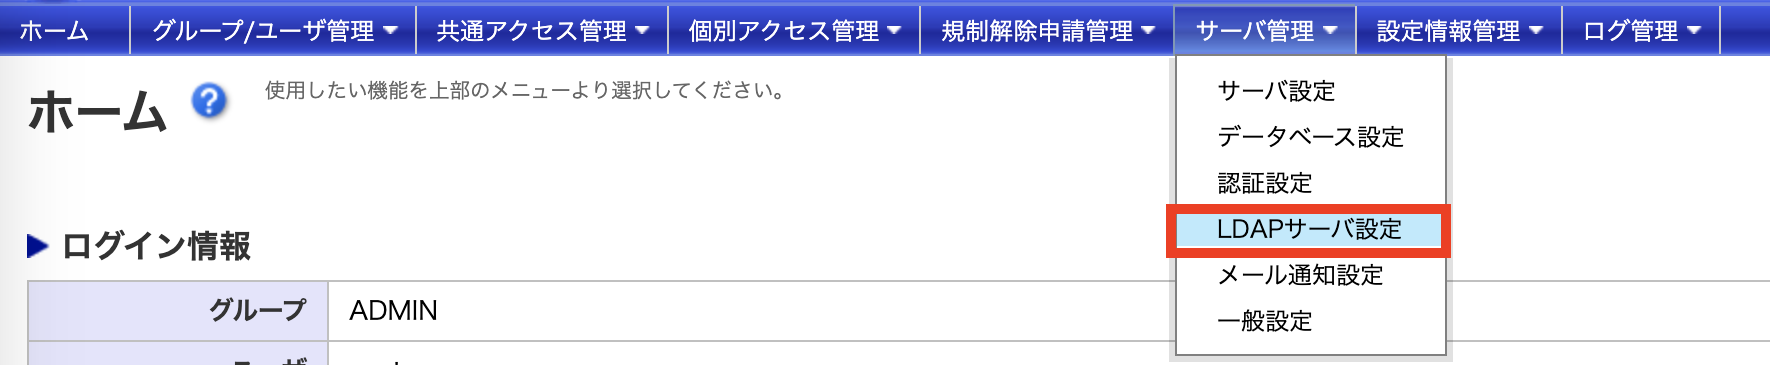 ホーム グループ/ユーザ管理 共通アクセス管理 個別アクセス管理 規制解除申請管理 サーバ管理 設定情報管理 ログ管理
ホーム ? 使用したい機能を上部のメニューより選択してください。
サーバ設定
データベース設定
認証設定
LDAPサーバ設定
メール通知設定
一般設定
ログイン情報
グループ ADMIN